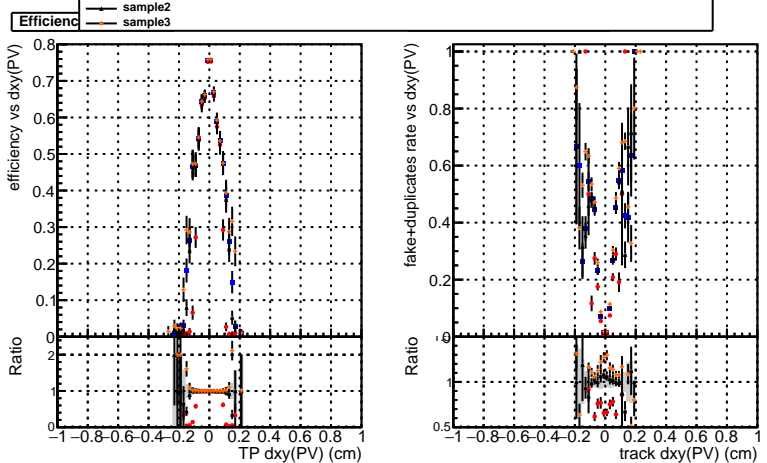 sample2
Efficienc
sample3
efficiency vs dxy(PV)
0.8
0.7
0.6
0.5
0.4
0.3
0.2
0.1
0
Ratio
2
1
0
−1 −0.8−0.6−0.4−0.2 0 0.2 0.4 0.6 0.8 1
TP dxy(PV) (cm)
fake+duplicates rate vs dxy(PV)
1
0.8
0.6
0.4
0.2
Ratio
1
0.5
−1 −0.8−0.6−0.4−0.2 0 0.2 0.4 0.6 0.8 1
track dxy(PV) (cm)